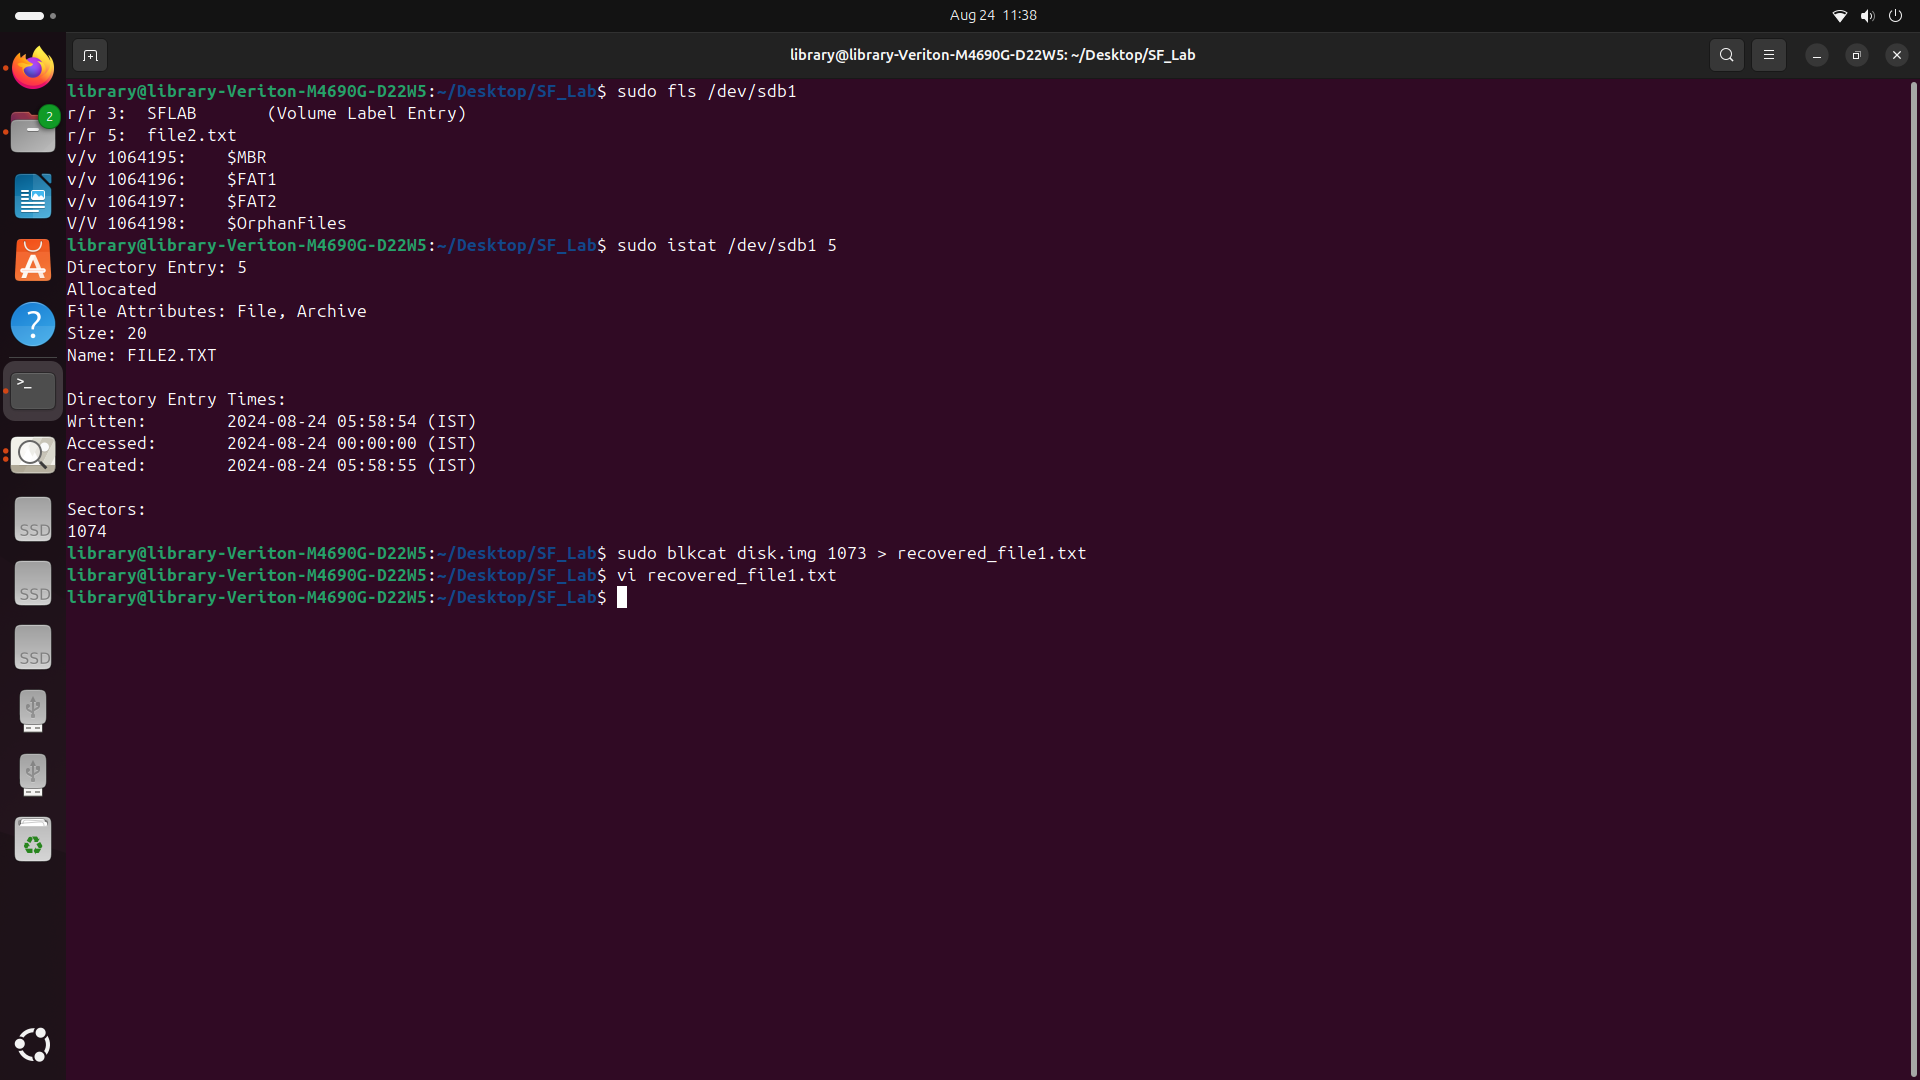 Aug 24 11:38
library@library-Veriton-M4690G-D22W5: ~/Desktop/SF_Lab
library@library-Veriton-M4690G-D22W5:~/Desktop/SF_Lab$ sudo fls /dev/sdb1
r/r 3:  SFLAB       (Volume Label Entry)
r/r 5:  file2.txt
v/v 1064195:    $MBR
v/v 1064196:    $FAT1
v/v 1064197:    $FAT2
V/V 1064198:    $OrphanFiles
library@library-Veriton-M4690G-D22W5:~/Desktop/SF_Lab$ sudo istat /dev/sdb1 5
Directory Entry: 5
Allocated
File Attributes: File, Archive
Size: 20
Name: FILE2.TXT
Directory Entry Times:
Written:        2024-08-24 05:58:54 (IST)
Accessed:       2024-08-24 00:00:00 (IST)
Created:        2024-08-24 05:58:55 (IST)
Sectors:
1074
library@library-Veriton-M4690G-D22W5:~/Desktop/SF_Lab$ sudo blkcat disk.img 1073 > recovered_file1.txt
library@library-Veriton-M4690G-D22W5:~/Desktop/SF_Lab$ vi recovered_file1.txt
library@library-Veriton-M4690G-D22W5:~/Desktop/SF_Lab$
2
?
>_
SSD
SSD
SSD